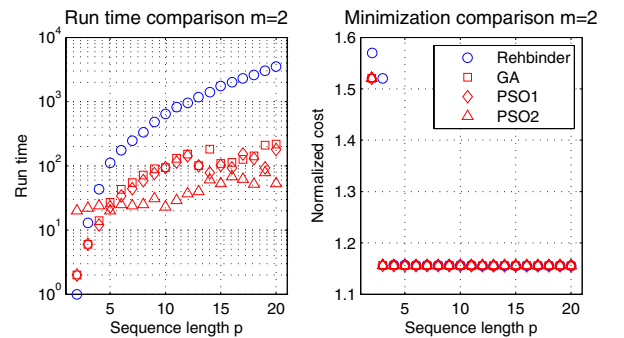 Run time comparison m=2
10^4
10^3
10^2
10^1
10^0
Run time
5
10
15
20
Sequence length p
Minimization comparison m=2
1.6
1.5
1.4
1.3
1.2
1.1
Normalized cost
Rehbinder
GA
PSO1
PSO2
5
10
15
20
Sequence length p